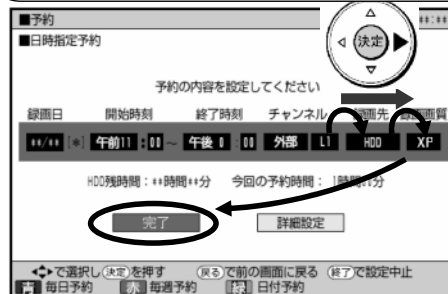 ■予約
**:**
■日時指定予約
決定
予約の内容を設定してください
録画日 開始時刻 終了時刻 チャンネル 録画先 録画画質
**/** [*] 午前11:00 ~ 午後 0:00 外部 L1 HDD XP
HDD残時間:**時間**分 今回の予約時間: 1時間**分
完了 詳細設定
で選択し 決定 を押す 戻る で前の画面に戻る 終了 で設定中止
青 毎日予約 赤 毎週予約 緑 日付予約